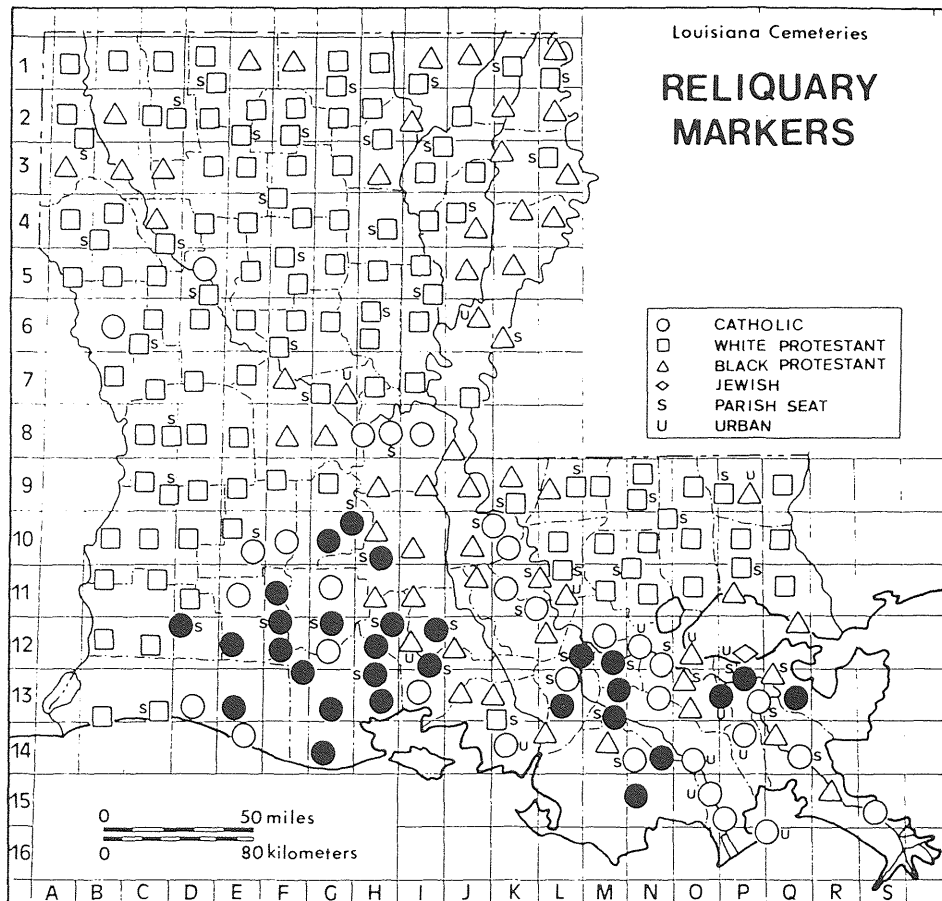 Louisiana Cemeteries
RELIQUARY
MARKERS
CATHOLIC
WHITE PROTESTANT
BLACK PROTESTANT
JEWISH
S PARISH SEAT
U URBAN
1
2
3
4
5
6
7
8
9
10
11
12
13
14
15
16
0 50 miles
0 80 kilometers
A B C D E F G H I J K L M N O P Q R S